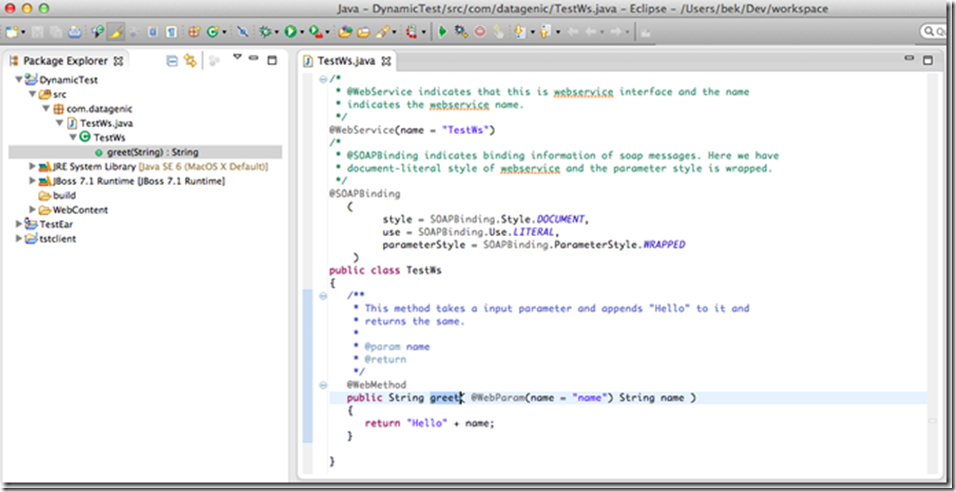 Java - DynamicTest/src/com/datagenic/TestWs.java - Eclipse - /Users/bek/Dev/workspace
Package Explorer
DynamicTest
src
com.datagenic
TestWs.java
TestWs
greet(String) : String
JRE System Library [Java SE 6 (MacOS X Default)]
JBoss 7.1 Runtime [JBoss 7.1 Runtime]
build
WebContent
TestEar
tstclient
TestWs.java
/*
* @WebService indicates that this is webservice interface and the name
* indicates the webservice name.
*/
@WebService(name = "TestWs")
/*
* @SOAPBinding indicates binding information of soap messages. Here we have
* document-literal style of webservice and the parameter style is wrapped.
*/
@SOAPBinding
(
style = SOAPBinding.Style.DOCUMENT,
use = SOAPBinding.Use.LITERAL,
parameterStyle = SOAPBinding.ParameterStyle.WRAPPED
)
public class TestWs
{
/**
* This method takes a input parameter and appends "Hello" to it and
* returns the same.
*
* @param name
* @return
*/
@WebMethod
public String greet( @WebParam(name = "name") String name )
{
return "Hello" + name;
}
}